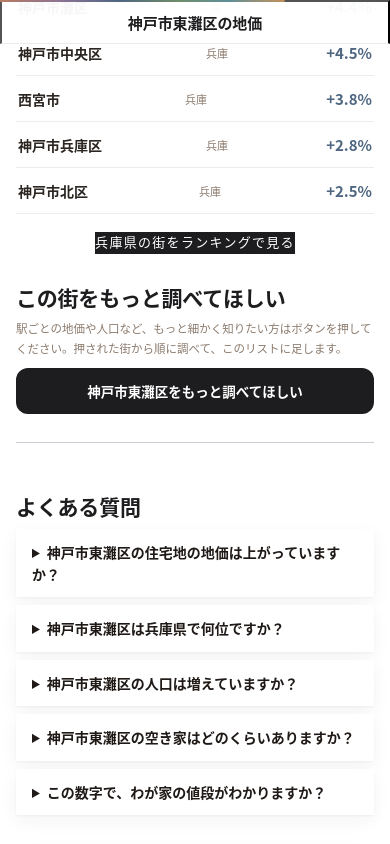 神戸市東灘区の地価
神戸市中央区 兵庫 +4.5%
西宮市 兵庫 +3.8%
神戸市兵庫区 兵庫 +2.8%
神戸市北区 兵庫 +2.5%
兵庫県の街をランキングで見る
この街をもっと調べてほしい
駅ごとの地価や人口など、もっと細かく知りたい方はボタンを押して
ください。押された街から順に調べて、このリストに足します。
神戸市東灘区をもっと調べてほしい
よくある質問
▶ 神戸市東灘区の住宅地の地価は上がっています
か？
▶ 神戸市東灘区は兵庫県で何位ですか？
▶ 神戸市東灘区の人口は増えていますか？
▶ 神戸市東灘区の空き家はどのくらいありますか？
▶ この数字で、わが家の値段がわかりますか？